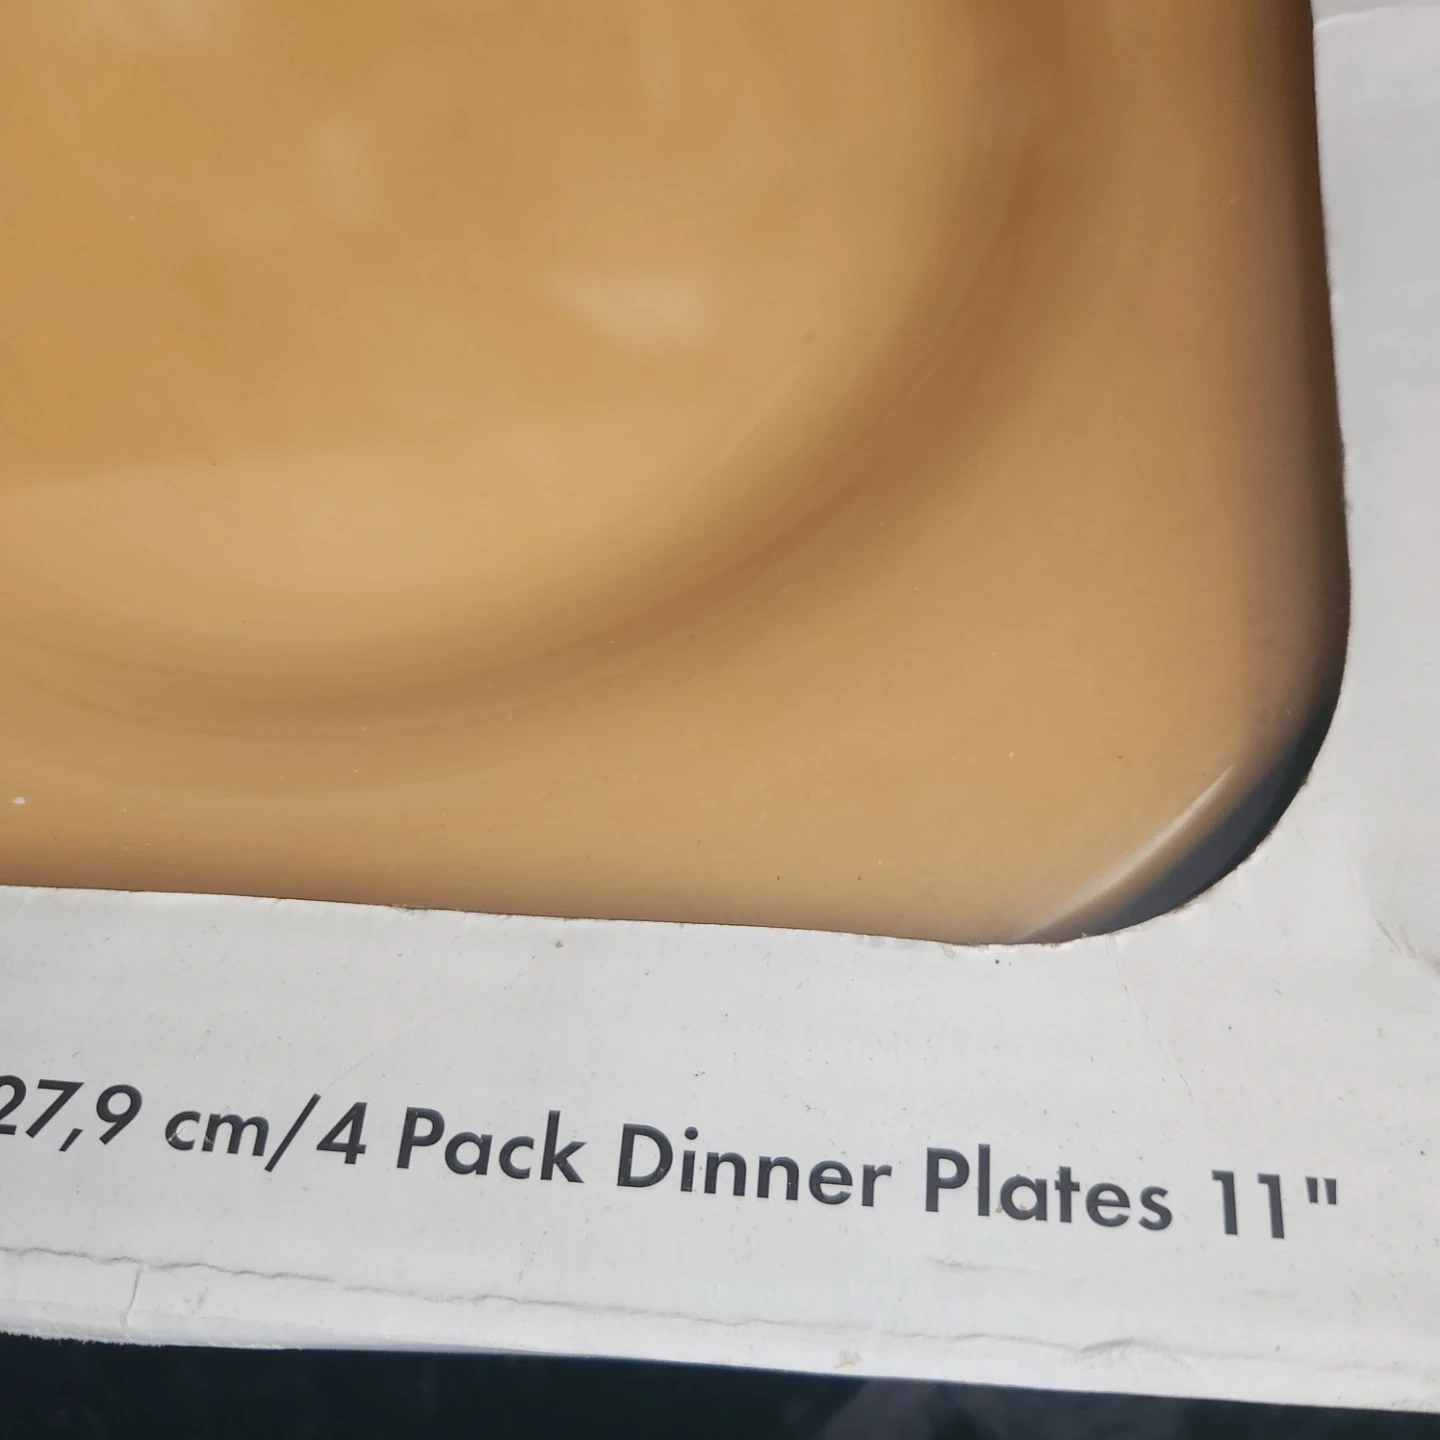 27,9 cm/4 Pack Dinner Plates 11"